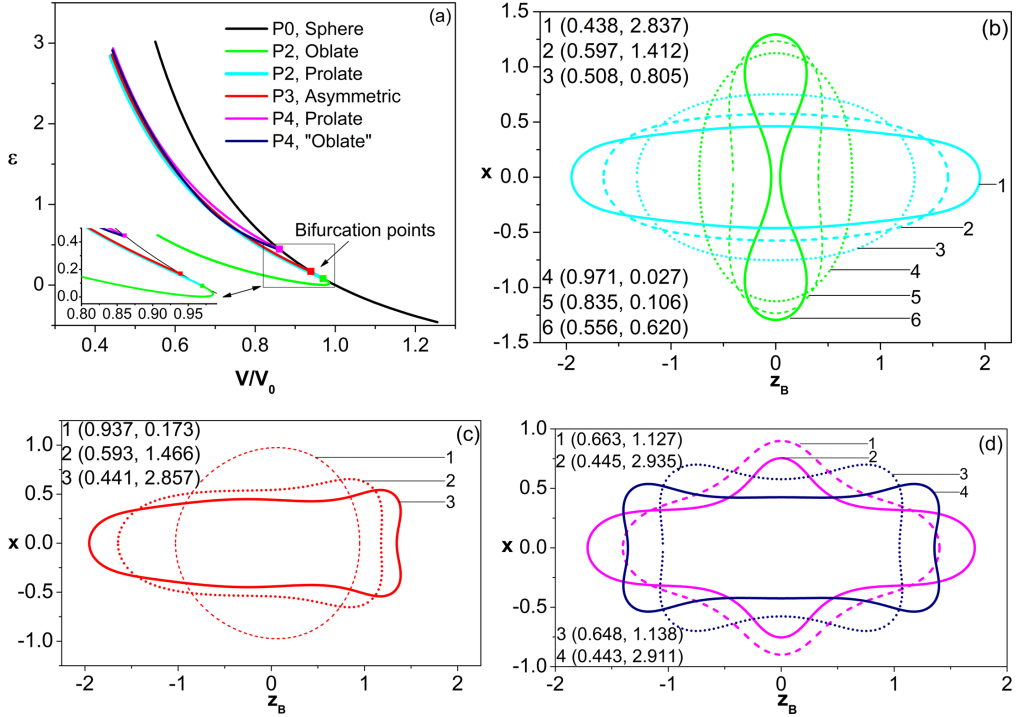 (a)
P0, Sphere
P2, Oblate
P2, Prolate
P3, Asymmetric
P4, Prolate
P4, "Oblate"
3
2
1
0
ε
Bifurcation points
0.4
0.2
0.0
0.80 0.85 0.90 0.95
0.4 0.6 0.8 1.0 1.2
V/V0
(b)
1 (0.438, 2.837)
2 (0.597, 1.412)
3 (0.508, 0.805)
4 (0.971, 0.027)
5 (0.835, 0.106)
6 (0.556, 0.620)
1.5
1.0
0.5
0.0
-0.5
-1.0
-1.5
x
1
2
3
4
5
6
-2 -1 0 1 2
zB
(c)
1 (0.937, 0.173)
2 (0.593, 1.466)
3 (0.441, 2.857)
1.0
0.5
0.0
-0.5
-1.0
x
1
2
3
-2 -1 0 1 2
zB
(d)
1 (0.663, 1.127)
2 (0.445, 2.935)
3 (0.648, 1.138)
4 (0.443, 2.911)
1.0
0.5
0.0
-0.5
-1.0
x
1
2
3
4
-2 -1 0 1 2
zB